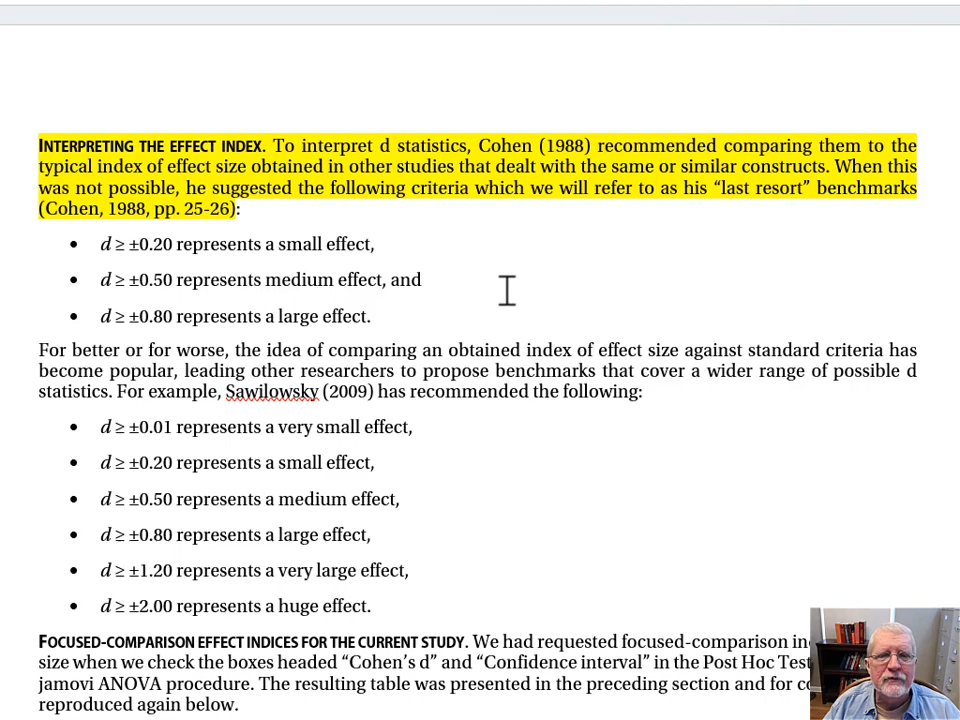 INTERPRETING THE EFFECT INDEX. To interpret d statistics, Cohen (1988) recommended comparing them to the
typical index of effect size obtained in other studies that dealt with the same or similar constructs. When this
was not possible, he suggested the following criteria which we will refer to as his “last resort” benchmarks
(Cohen, 1988, pp. 25-26):
• d ≥ ±0.20 represents a small effect,
• d ≥ ±0.50 represents medium effect, and
• d ≥ ±0.80 represents a large effect.
For better or for worse, the idea of comparing an obtained index of effect size against standard criteria has
become popular, leading other researchers to propose benchmarks that cover a wider range of possible d
statistics. For example, Sawilowsky (2009) has recommended the following:
• d ≥ ±0.01 represents a very small effect,
• d ≥ ±0.20 represents a small effect,
• d ≥ ±0.50 represents a medium effect,
• d ≥ ±0.80 represents a large effect,
• d ≥ ±1.20 represents a very large effect,
• d ≥ ±2.00 represents a huge effect.
FOCUSED-COMPARISON EFFECT INDICES FOR THE CURRENT STUDY. We had requested focused-comparison
size when we check the boxes headed “Cohen’s d” and “Confidence interval” in the Post Hoc
jamovi ANOVA procedure. The resulting table was presented in the preceding section and for
reproduced again below.